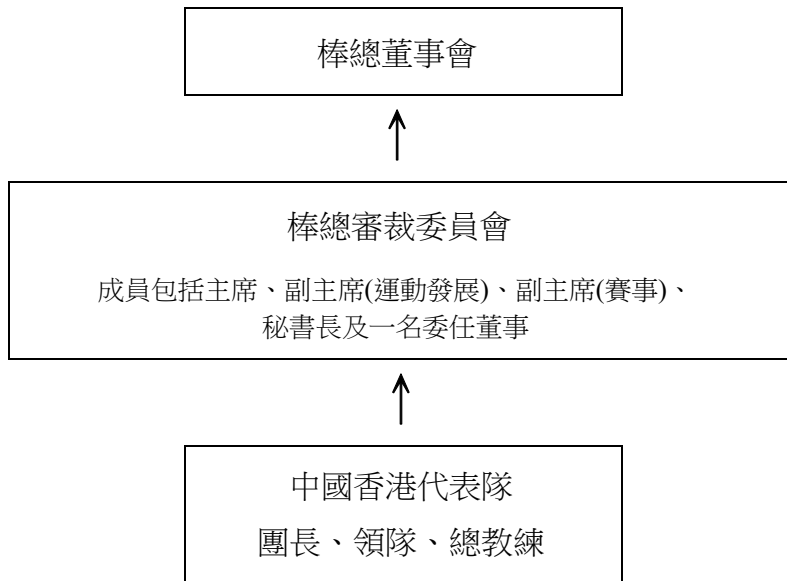 棒總董事會
棒總審裁委員會
成員包括主席、副主席(運動發展)、副主席(賽事)、
秘書長及一名委任董事
中國香港代表隊
團長、領隊、總教練